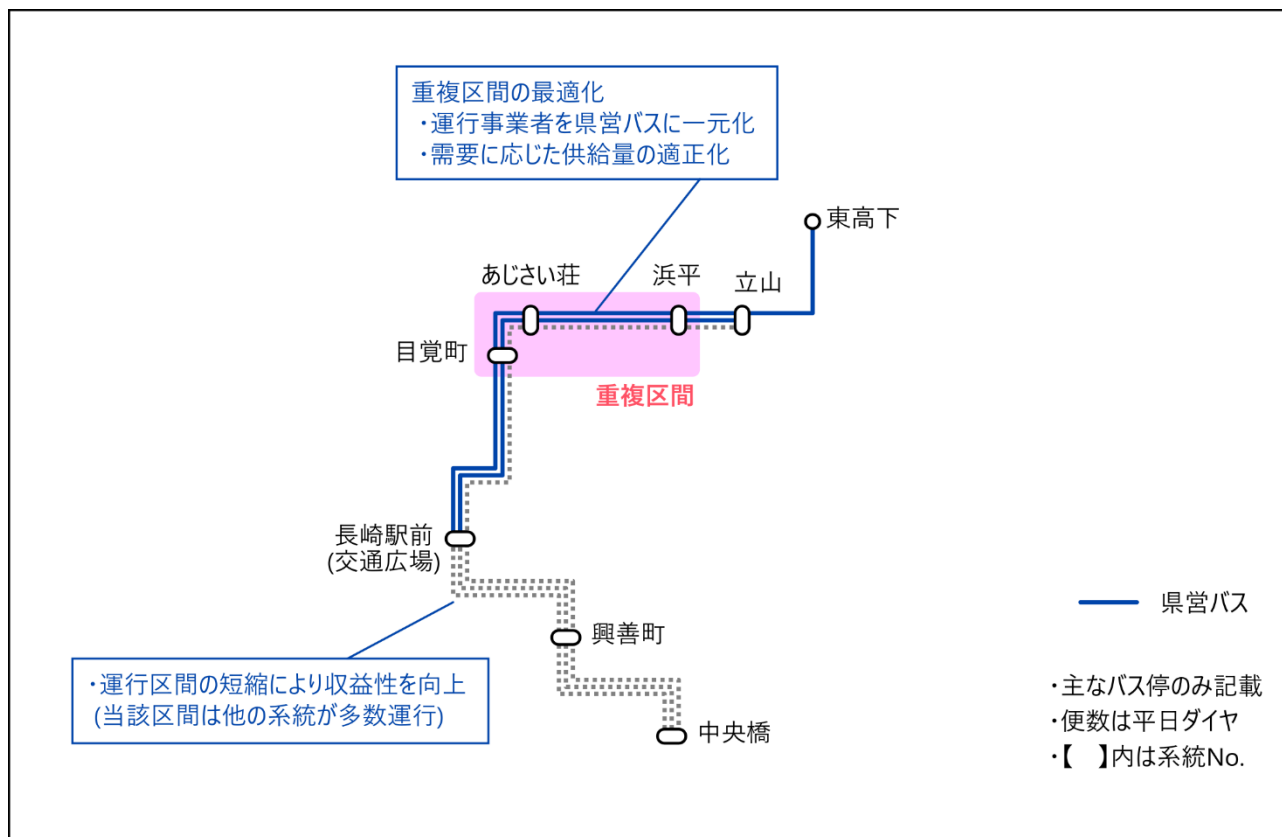 重複区間の最適化
・運行事業者を県営バスに一元化
・需要に応じた供給量の適正化
東高下
あじさい荘
浜平
立山
目覚町
重複区間
長崎駅前
(交通広場)
県営バス
興善町
・運行区間の短縮により収益性を向上
(当該区間は他の系統が多数運行)
中央橋
・主なバス停のみ記載
・便数は平日ダイヤ
・【　】内は系統No.